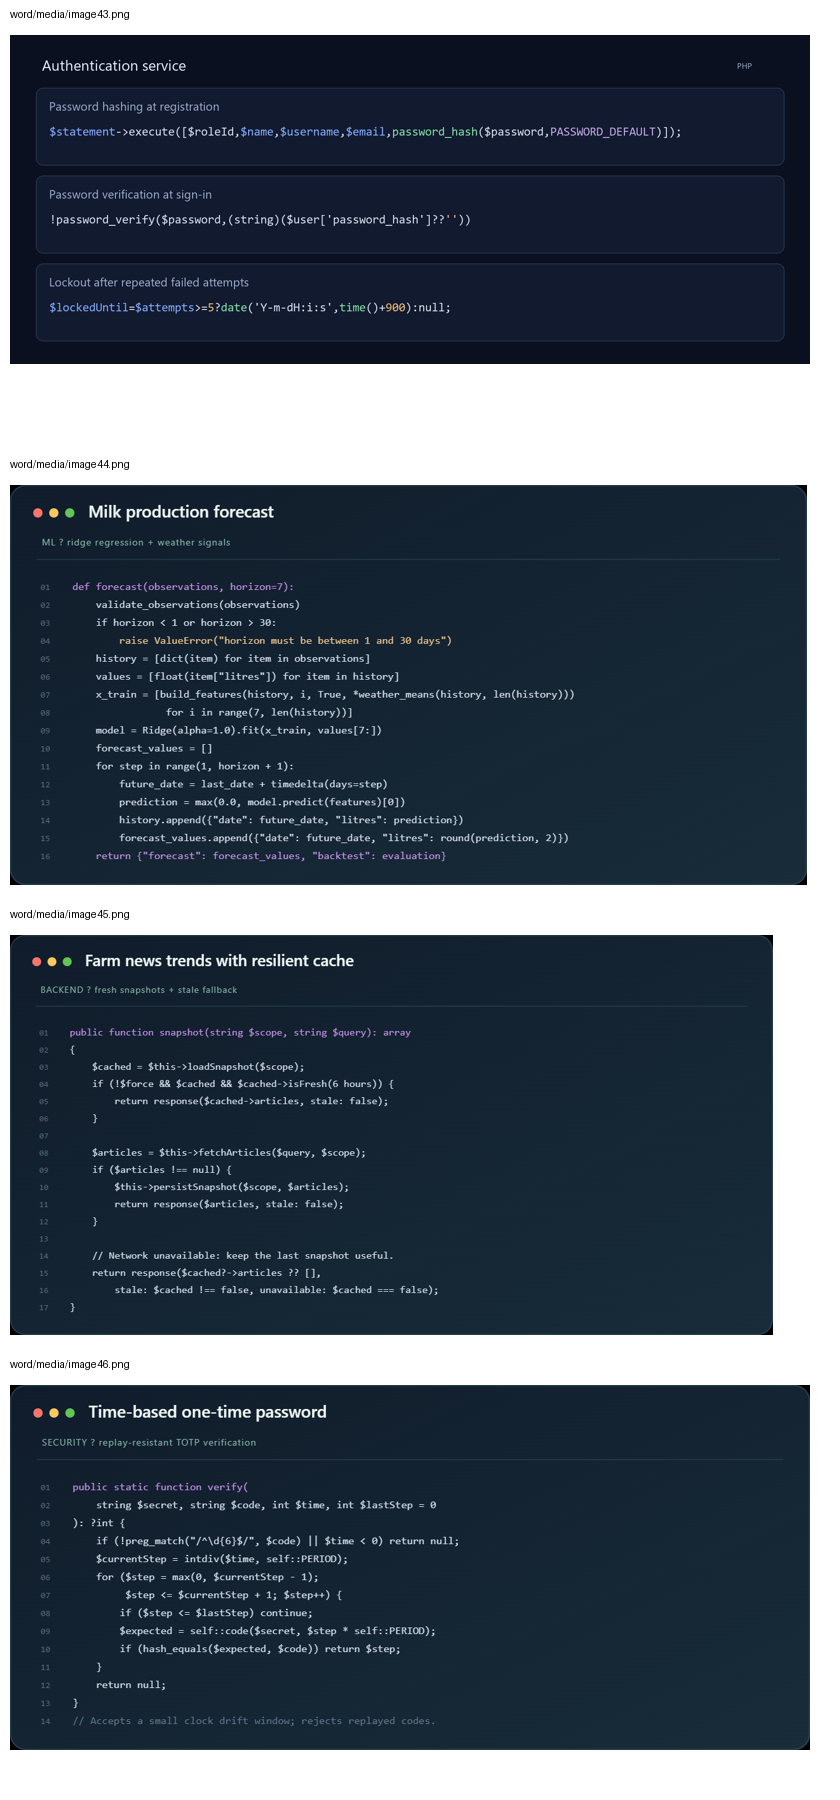 word/media/image43.png
Authentication service
PHP
Password hashing at registration
$statement->execute([$roleId,$name,$username,$email,password_hash($password,PASSWORD_DEFAULT)]);
Password verification at sign-in
!password_verify($password,(string)($user['password_hash']??''))
Lockout after repeated failed attempts
$lockedUntil=$attempts>=5?date('Y-m-dH:i:s',time()+900):null;
word/media/image44.png
Milk production forecast
ML ? ridge regression + weather signals
01 def forecast(observations, horizon=7):
02 validate_observations(observations)
03 if horizon < 1 or horizon > 30:
04 raise ValueError("horizon must be between 1 and 30 days")
05 history = [dict(item) for item in observations]
06 values = [float(item["litres"]) for item in history]
07 x_train = [build_features(history, i, True, *weather_means(history, len(history)))
08 for i in range(7, len(history))]
09 model = Ridge(alpha=1.0).fit(x_train, values[7:])
10 forecast_values = []
11 for step in range(1, horizon + 1):
12 future_date = last_date + timedelta(days=step)
13 prediction = max(0.0, model.predict(features)[0])
14 history.append({"date": future_date, "litres": prediction})
15 forecast_values.append({"date": future_date, "litres": round(prediction, 2)})
16 return {"forecast": forecast_values, "backtest": evaluation}
word/media/image45.png
Farm news trends with resilient cache
BACKEND ? fresh snapshots + stale fallback
01 public function snapshot(string $scope, string $query): array
02 {
03 $cached = $this->loadSnapshot($scope);
04 if (!$force && $cached && $cached->isFresh(6 hours)) {
05 return response($cached->articles, stale: false);
06 }
07
08 $articles = $this->fetchArticles($query, $scope);
09 if ($articles !== null) {
10 $this->persistSnapshot($scope, $articles);
11 return response($articles, stale: false);
12 }
13
14 // Network unavailable: keep the last snapshot useful.
15 return response($cached?->articles ?? [],
16 stale: $cached !== false, unavailable: $cached === false);
17 }
word/media/image46.png
Time-based one-time password
SECURITY ? replay-resistant TOTP verification
01 public static function verify(
02 string $secret, string $code, int $time, int $lastStep = 0
03 ): ?int {
04 if (!preg_match("/^\d{6}$/", $code) || $time < 0) return null;
05 $currentStep = intdiv($time, self::PERIOD);
06 for ($step = max(0, $currentStep - 1);
07 $step <= $currentStep + 1; $step++) {
08 if ($step <= $lastStep) continue;
09 $expected = self::code($secret, $step * self::PERIOD);
10 if (hash_equals($expected, $code)) return $step;
11 }
12 return null;
13 }
14 // Accepts a small clock drift window; rejects replayed codes.